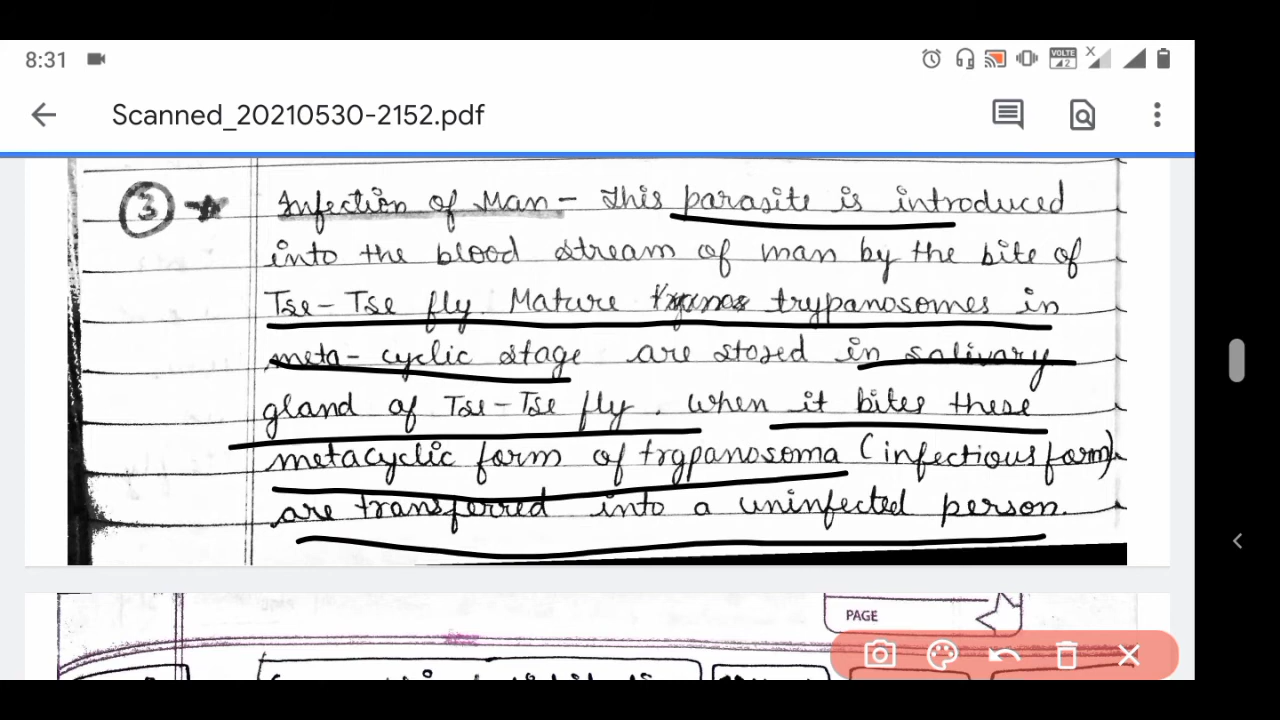 8:31
VOLTE 2 X
Scanned_20210530-2152.pdf
3 Infection of Man - This parasite is introduced
into the blood stream of man by the bite of
Tse-Tse fly. Mature trypanosomes in
meta-cyclic stage are stored in salivary
gland of Tse-Tse fly. When it bites these
metacyclic form of trypanosoma (infectious form)
are transferred into a uninfected person.
PAGE